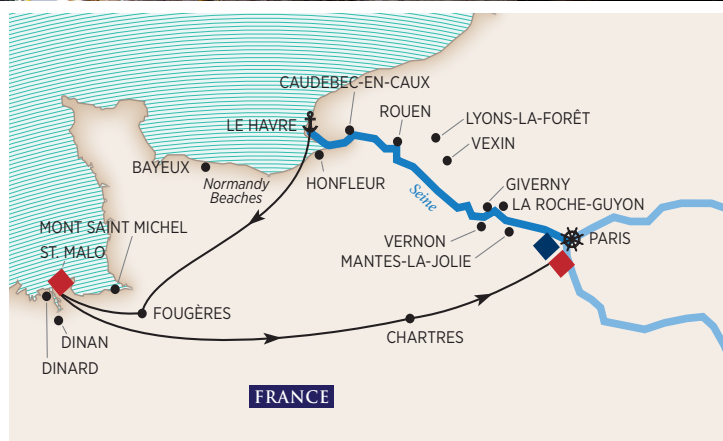 CAUDEBEC-EN-CAUX
ROUEN
LYONS-LA-FORÊT
LE HAVRE
VEXIN
BAYEUX
Normandy
Beaches
HONFLEUR
Seine
GIVERNY
LA ROCHE-GUYON
MONT SAINT MICHEL
ST. MALO
VERNON
PARIS
MANTES-LA-JOLIE
FOUGÈRES
CHARTRES
DINAN
DINARD
FRANCE